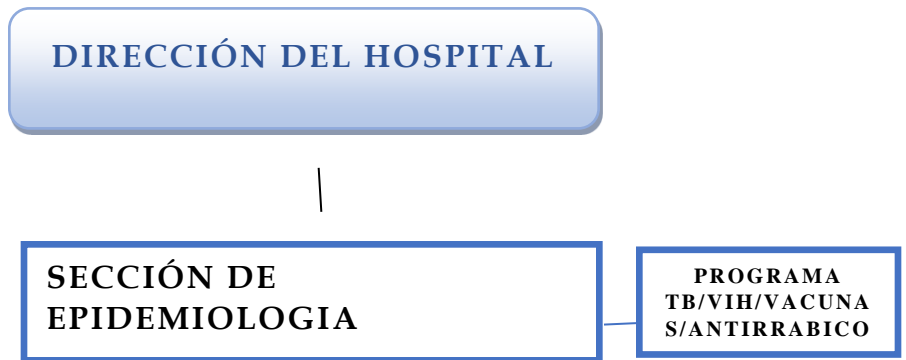 DIRECCIÓN DEL HOSPITAL
SECCIÓN DE
EPIDEMIOLOGIA
PROGRAMA
TB/VIH/VACUNA
S/ANTIRRABICO